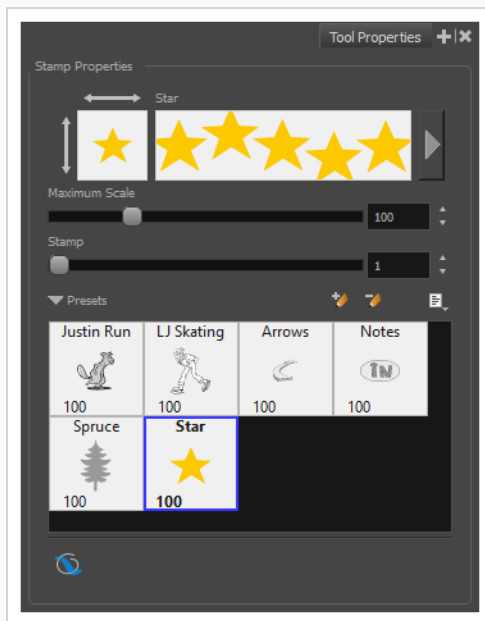 Tool Properties
Stamp Properties
Star
Maximum Scale
100
Stamp
1
Presets
Justin Run
LJ Skating
Arrows
Notes
IN
100
100
100
100
Spruce
Star
100
100